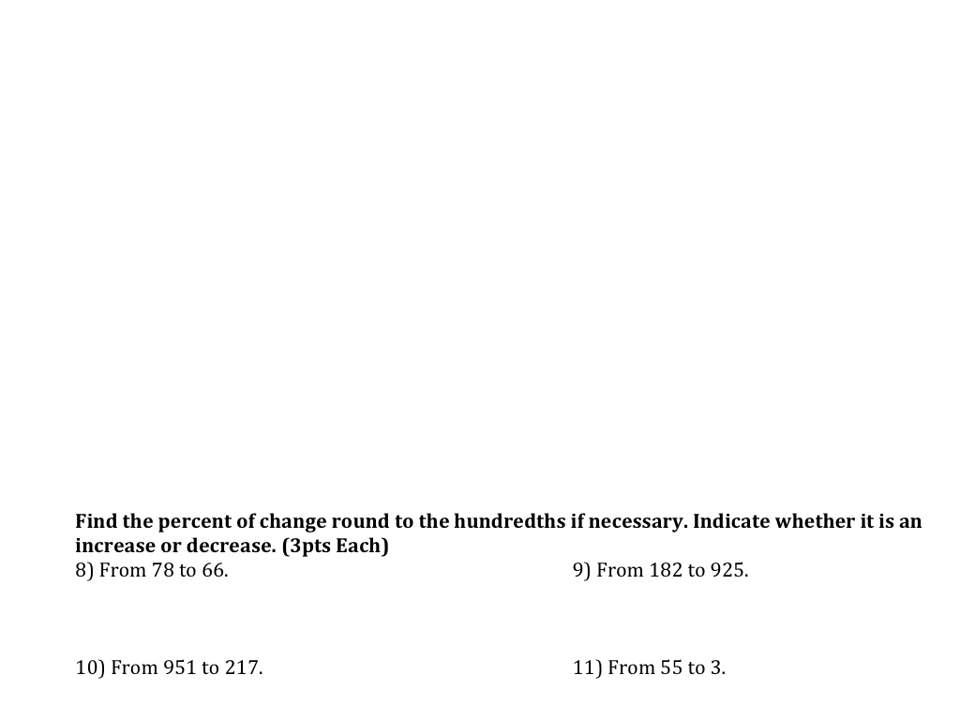 Find the percent of change round to the hundredths if necessary. Indicate whether it is an
increase or decrease. (3pts Each)
8) From 78 to 66. 9) From 182 to 925.
10) From 951 to 217. 11) From 55 to 3.